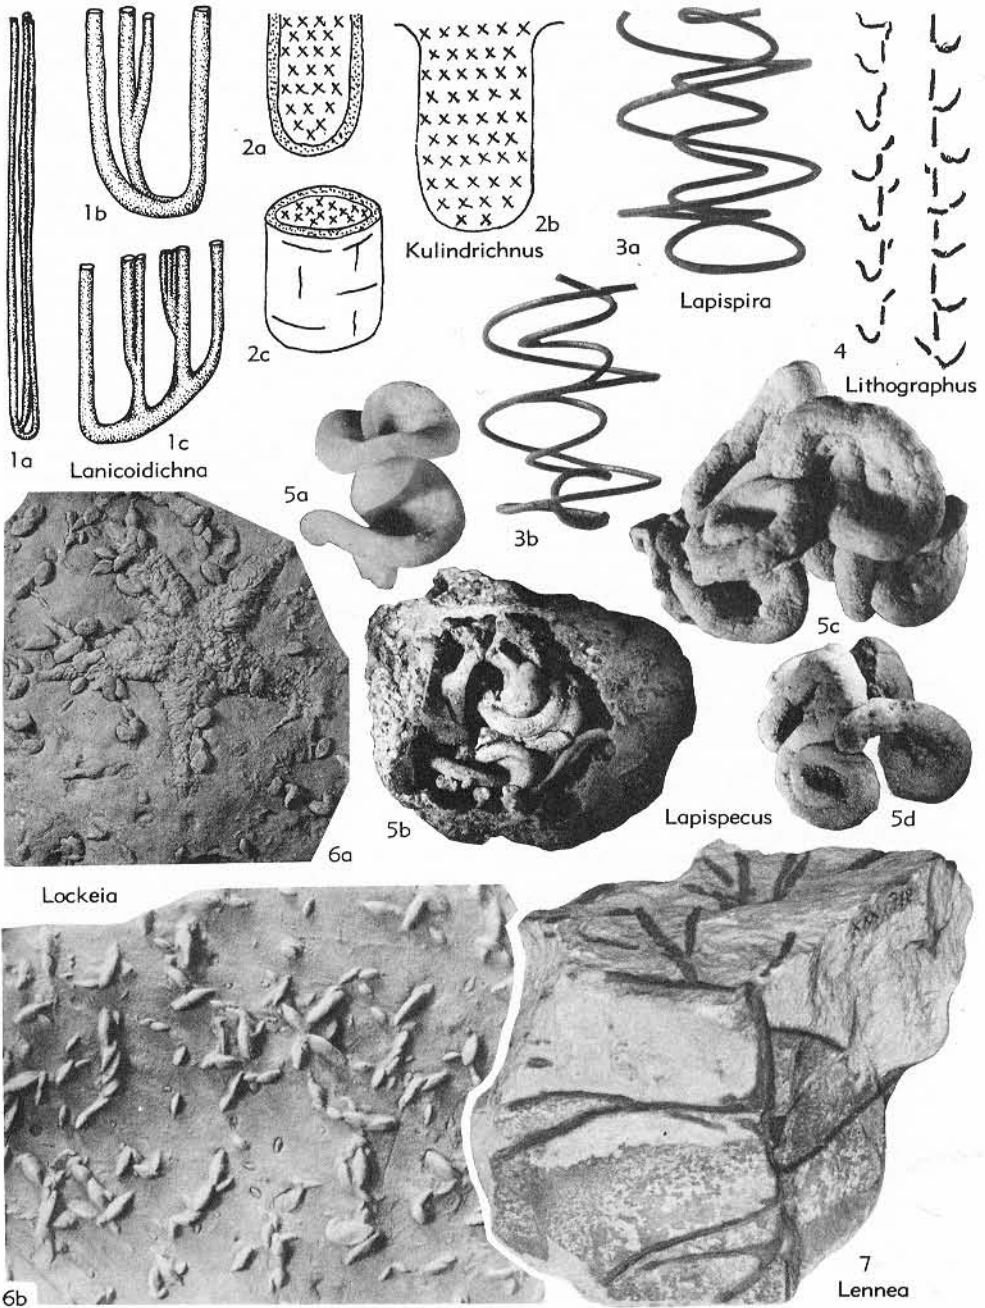 1a
1b
1c
Lanicoidichna
2a
2b
2c
Kulindrichnus
3a
Lapispira
3b
4
Lithographus
5a
5b
5c
5d
Lapispecus
6a
Lockeia
6b
7
Lennea